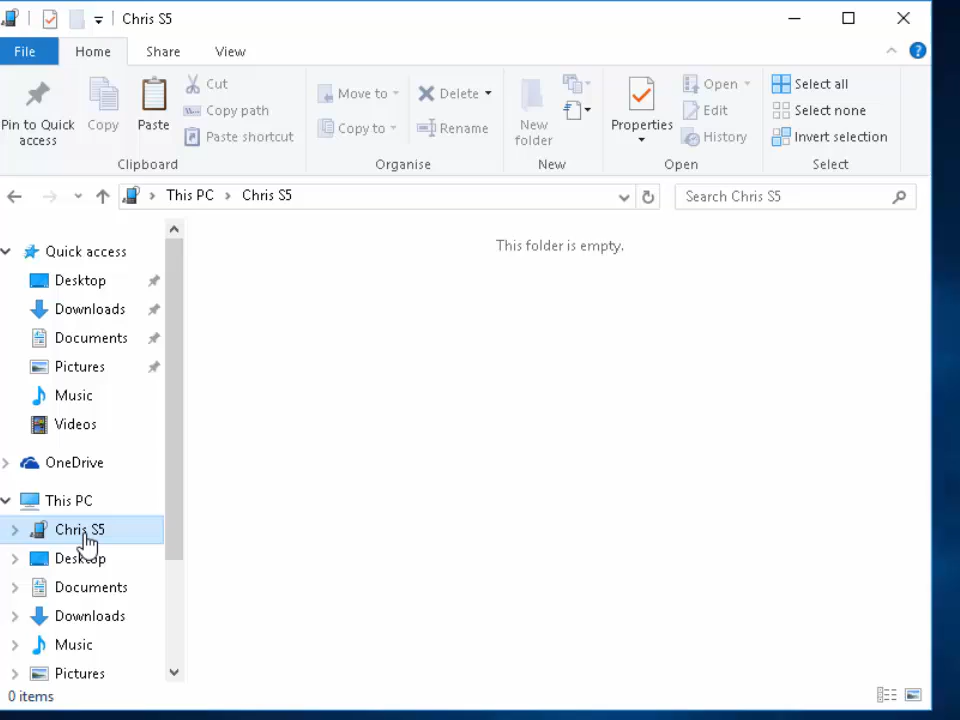 Chris S5
File Home Share View
Pin to Quick access
Copy
Paste
Cut
Copy path
Paste shortcut
Clipboard
Move to
Copy to
Delete
Rename
Organise
New folder
New
Properties
Open
Edit
History
Open
Select all
Select none
Invert selection
Select
This PC Chris S5
Search Chris S5
This folder is empty.
Quick access
Desktop
Downloads
Documents
Pictures
Music
Videos
OneDrive
This PC
Chris S5
Desktop
Documents
Downloads
Music
Pictures
0 items